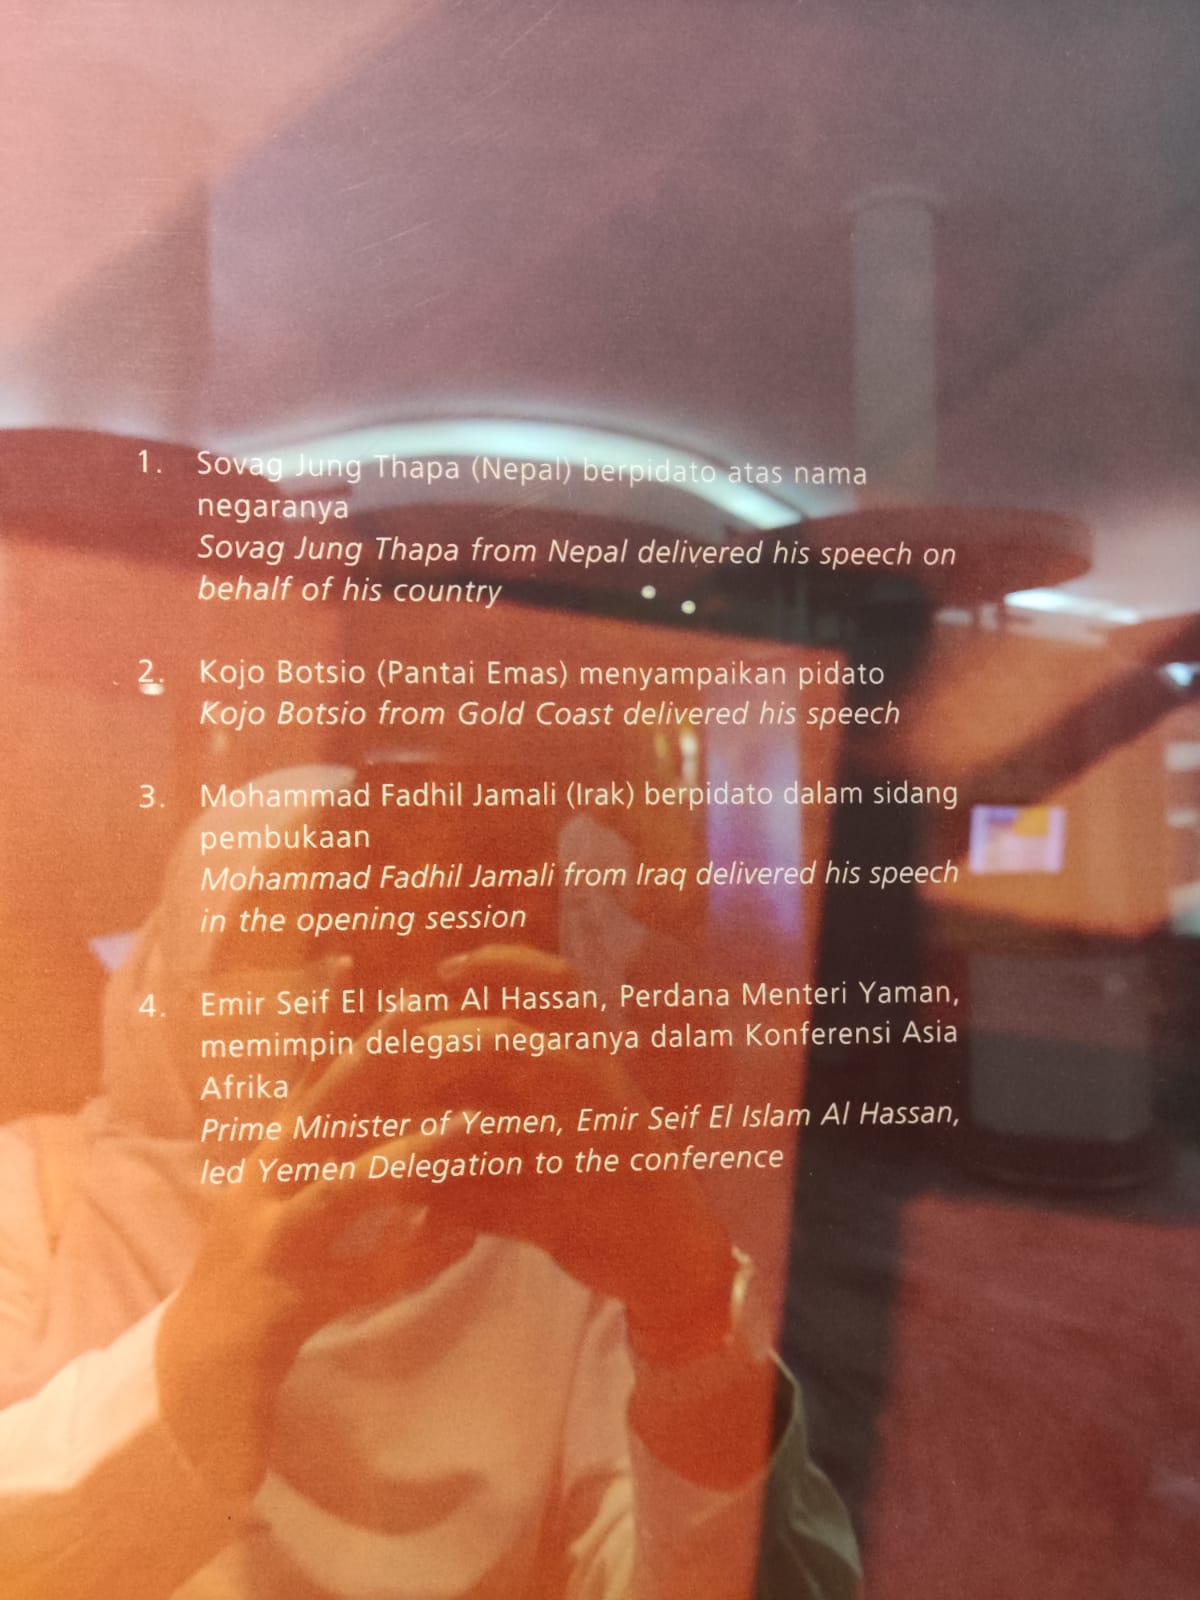 1. Sovag Jung Thapa (Nepal) berpidato atas nama
negaranya
Sovag Jung Thapa from Nepal delivered his speech on
behalf of his country
2. Kojo Botsio (Pantai Emas) menyampaikan pidato
Kojo Botsio from Gold Coast delivered his speech
3. Mohammad Fadhil Jamali (Irak) berpidato dalam sidang
pembukaan
Mohammad Fadhil Jamali from Iraq delivered his speech
in the opening session
4. Emir Seif El Islam Al Hassan, Perdana Menteri Yaman,
memimpin delegasi negaranya dalam Konferensi Asia
Afrika
Prime Minister of Yemen, Emir Seif El Islam Al Hassan,
led Yemen Delegation to the conference